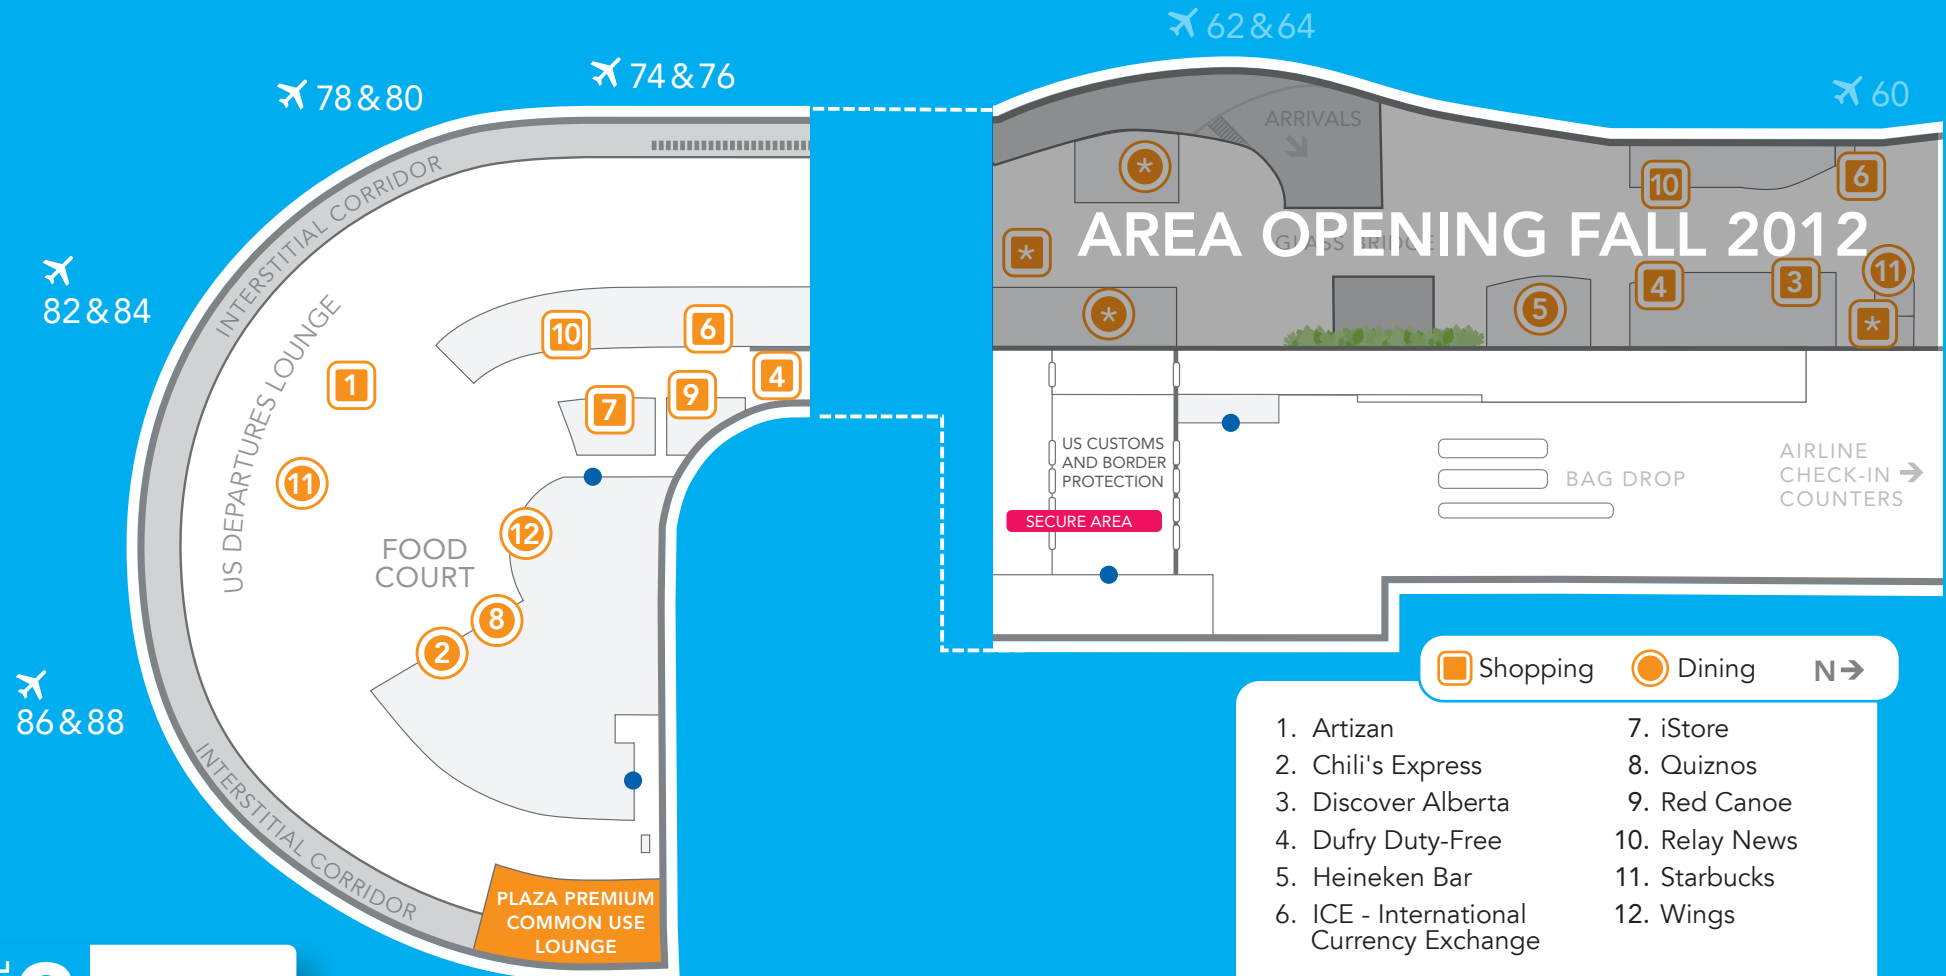 62 & 64
74 & 76
60
78 & 80
ARRIVALS
INTERSTITIAL CORRIDOR
*
6
10
AREA OPENING FALL 2012
GLASS BRIDGE
*
82 & 84
US DEPARTURES LOUNGE
11
4
3
5
*
*
10
6
1
4
9
7
US CUSTOMS
AND BORDER
PROTECTION
AIRLINE
CHECK-IN
COUNTERS
BAG DROP
11
SECURE AREA
12
FOOD
COURT
8
2
86 & 88
Shopping
Dining
N
INTERSTITIAL CORRIDOR
PLAZA PREMIUM
COMMON USE
LOUNGE
1. Artizan
2. Chili's Express
3. Discover Alberta
4. Dufry Duty-Free
5. Heineken Bar
6. ICE - International
Currency Exchange
7. iStore
8. Quiznos
9. Red Canoe
10. Relay News
11. Starbucks
12. Wings